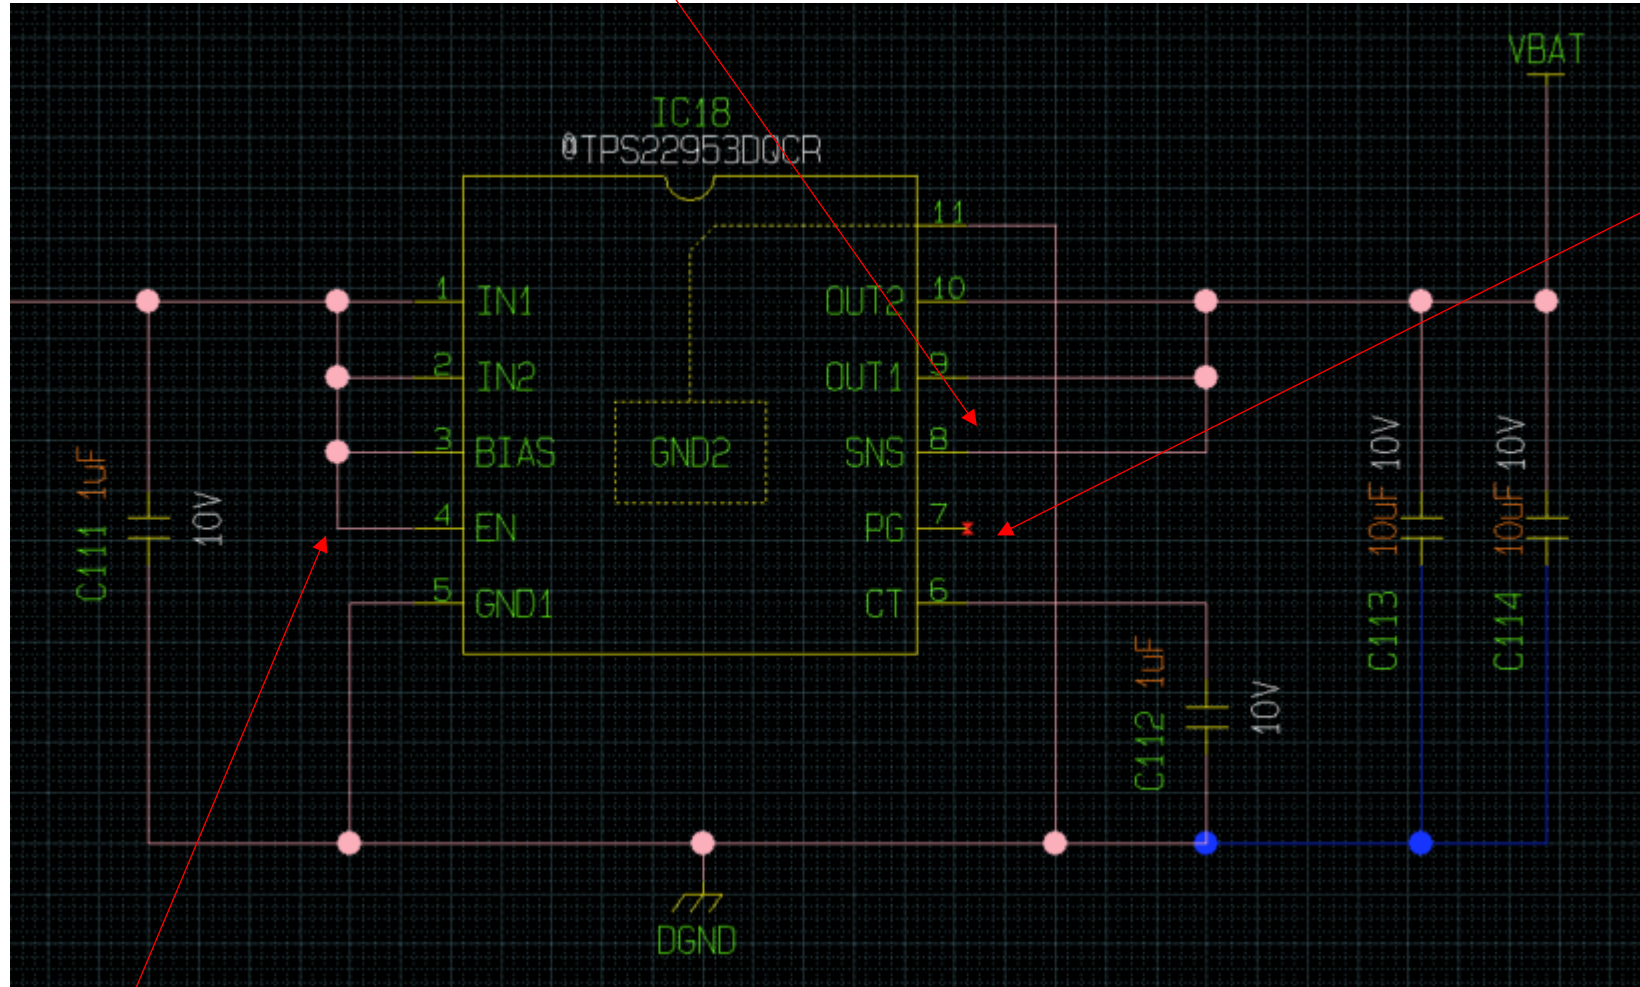 VBAT
IC18
@TPS22953DQCR
11
1 IN1 OUT2 10
2 IN2 OUT1 9
3 BIAS GND2 SNS 8
4 EN PG 7
5 GND1 CT 6
C111 1uF 10V
C112 1uF 10V
C113 10uF 10V
C114 10uF 10V
DGND